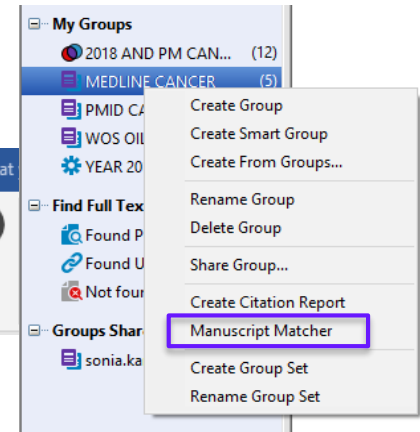 My Groups
2018 AND PM CAN... (12)
MEDLINE CANCER (5)
PMID CA
WOS OIL
YEAR 20
Find Full Tex
Found P
Found U
Not foun
Groups Shar
sonia.ka
at
Create Group
Create Smart Group
Create From Groups...
Rename Group
Delete Group
Share Group...
Create Citation Report
Manuscript Matcher
Create Group Set
Rename Group Set